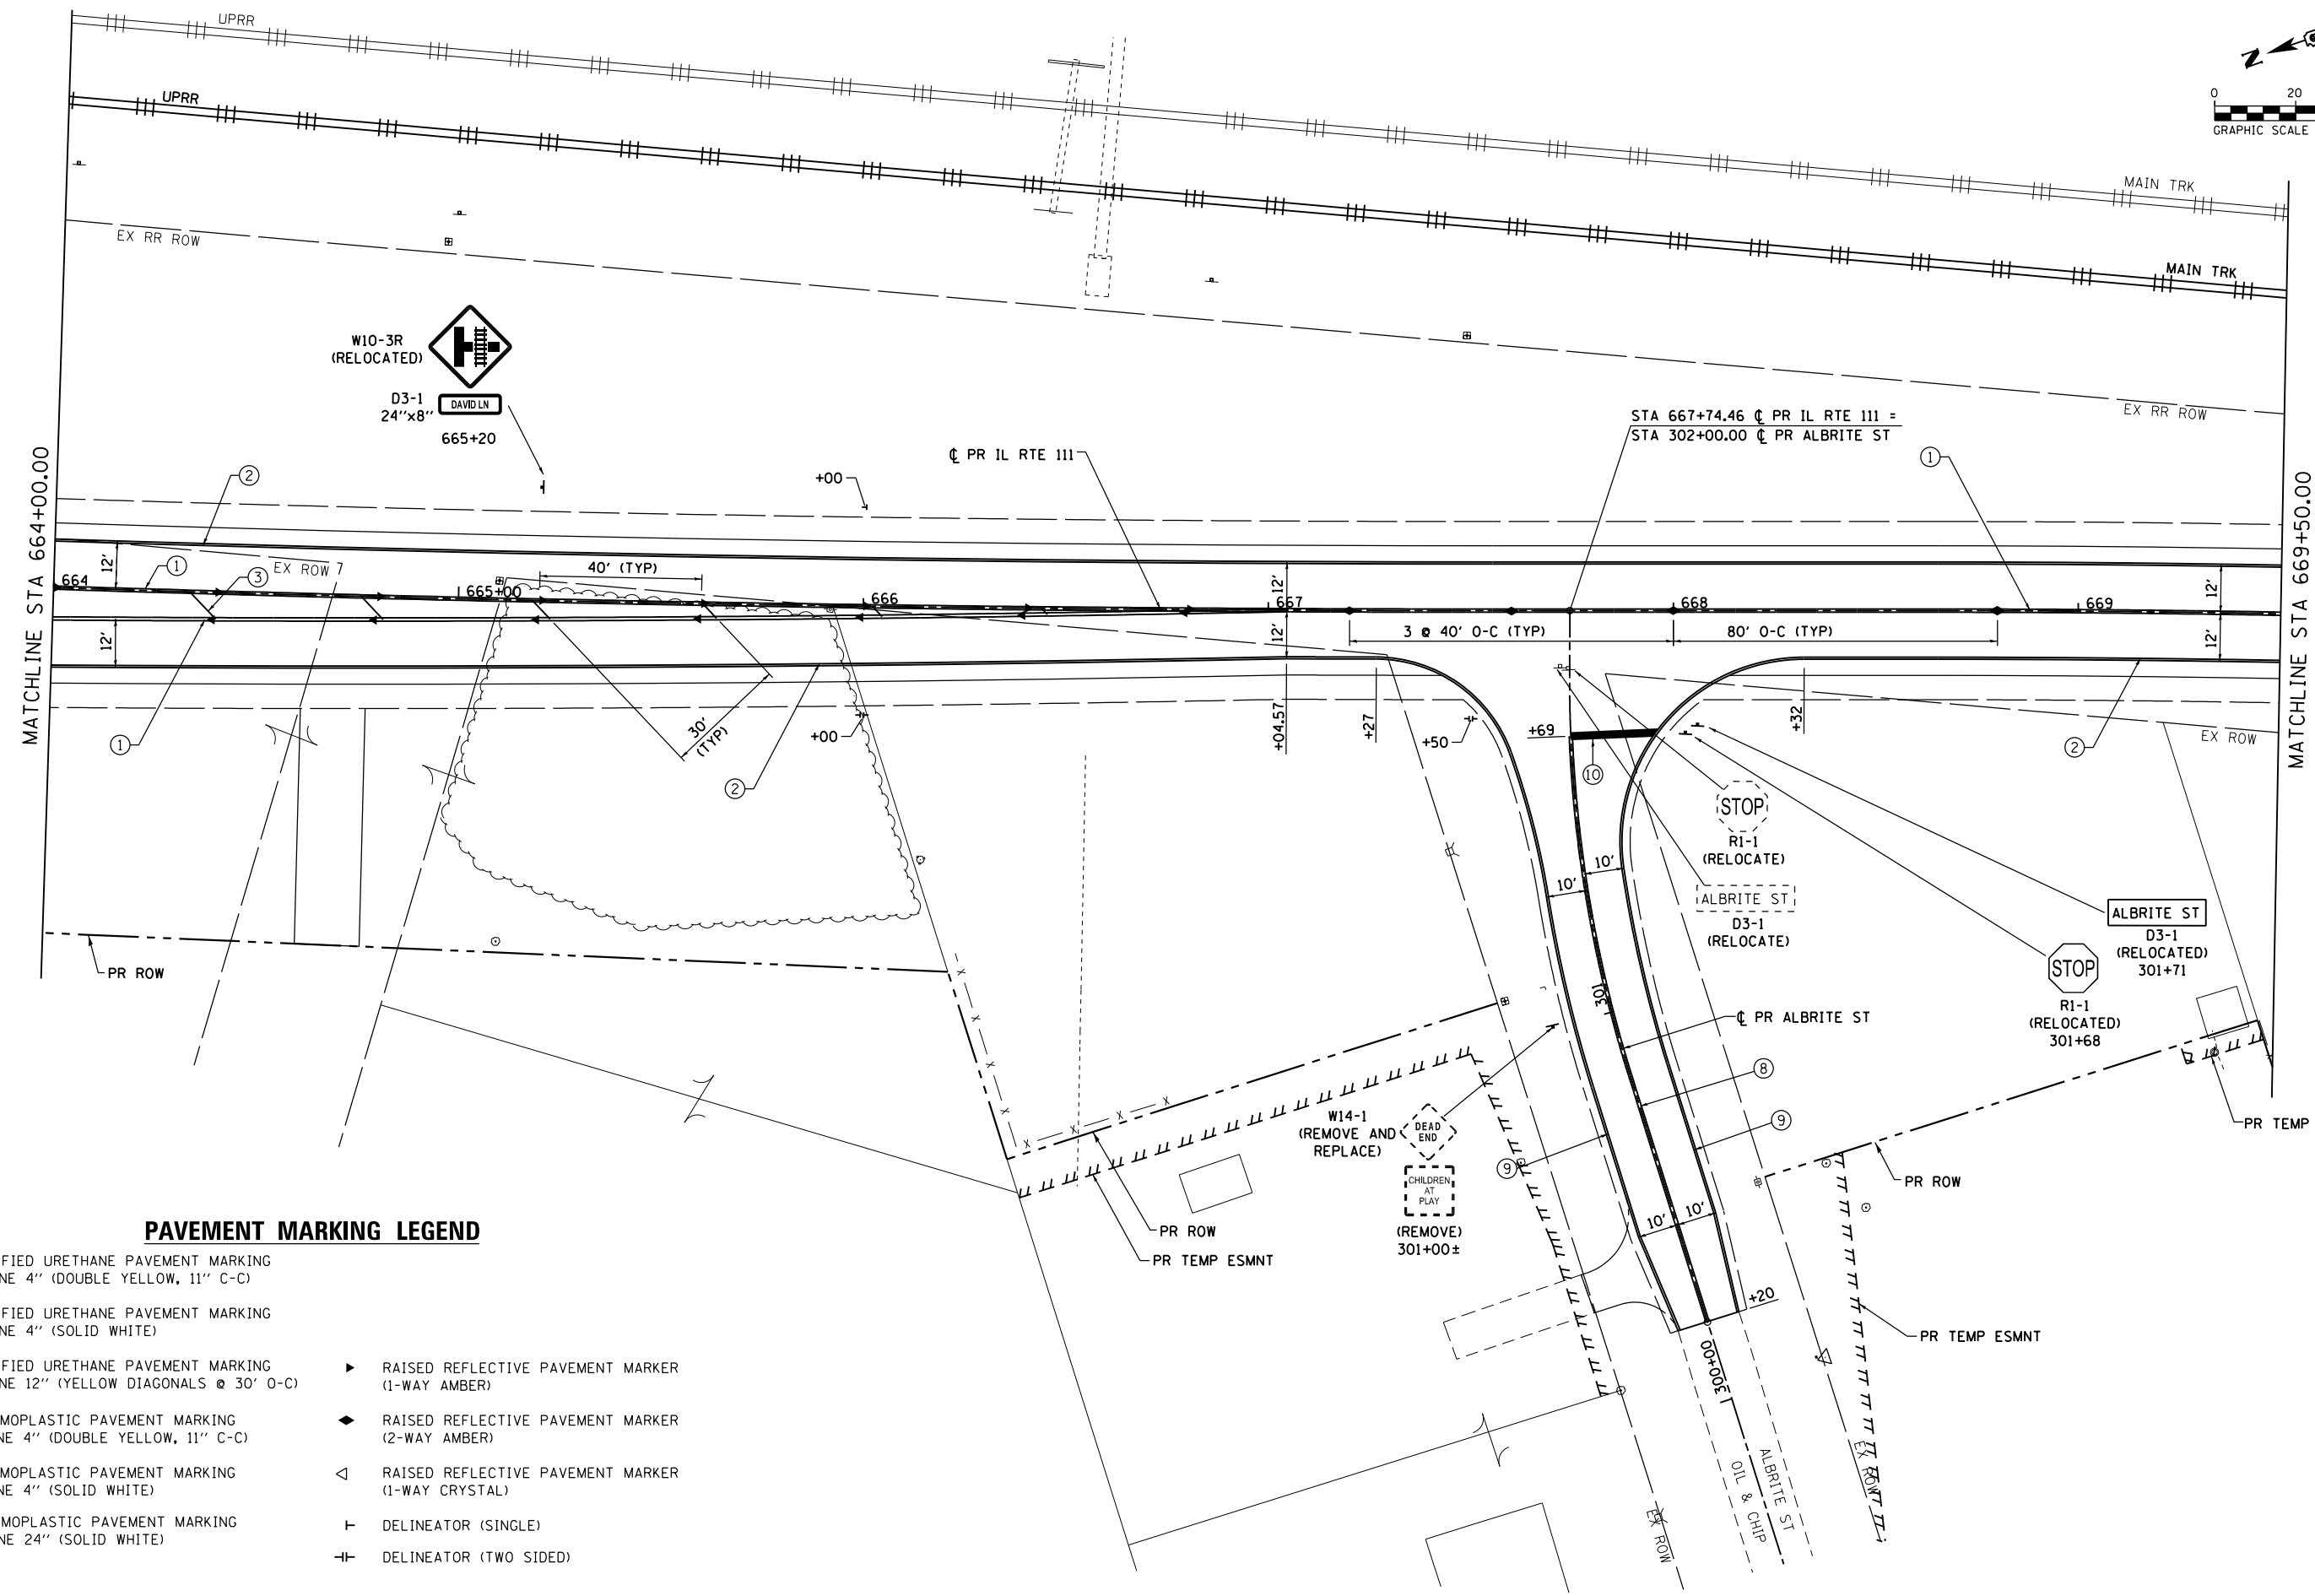 UPRR
UPRR
N
0 20
GRAPHIC SCALE
MAIN TRK
MAIN TRK
EX RR ROW
EX RR ROW
W10-3R
(RELOCATED)
D3-1
24"x8"
DAVID LN
665+20
STA 667+74.46 ℄ PR IL RTE 111 =
STA 302+00.00 ℄ PR ALBRITE ST
℄ PR IL RTE 111
+00
1
2
MATCHLINE STA 664+00.00
MATCHLINE STA 669+50.00
664
12'
1
3
EX ROW 7
665+00
40' (TYP)
666
12'
667
668
669
12'
12'
12'
3 @ 40' O-C (TYP)
80' O-C (TYP)
12'
1
30'
(TYP)
2
+00
+04.57
+27
+50
+69
10
+32
2
EX ROW
STOP
R1-1
(RELOCATE)
ALBRITE ST
D3-1
(RELOCATE)
10'
10'
ALBRITE ST
D3-1
(RELOCATED)
301+71
STOP
R1-1
(RELOCATED)
301+68
PR ROW
301
℄ PR ALBRITE ST
8
9
9
W14-1
(REMOVE AND
REPLACE)
DEAD
END
CHILDREN
AT
PLAY
(REMOVE)
301+00±
PR TEMP
PR ROW
PR ROW
PR TEMP ESMNT
10'
10'
+20
PR TEMP ESMNT
300+00
ALBRITE ST
OIL & CHIP
EX ROW
EX ROW
PAVEMENT MARKING LEGEND
FIED URETHANE PAVEMENT MARKING
NE 4" (DOUBLE YELLOW, 11" C-C)
FIED URETHANE PAVEMENT MARKING
NE 4" (SOLID WHITE)
FIED URETHANE PAVEMENT MARKING
NE 12" (YELLOW DIAGONALS @ 30' O-C)
MOPLASTIC PAVEMENT MARKING
NE 4" (DOUBLE YELLOW, 11" C-C)
MOPLASTIC PAVEMENT MARKING
NE 4" (SOLID WHITE)
MOPLASTIC PAVEMENT MARKING
NE 24" (SOLID WHITE)
RAISED REFLECTIVE PAVEMENT MARKER
(1-WAY AMBER)
RAISED REFLECTIVE PAVEMENT MARKER
(2-WAY AMBER)
RAISED REFLECTIVE PAVEMENT MARKER
(1-WAY CRYSTAL)
DELINEATOR (SINGLE)
DELINEATOR (TWO SIDED)